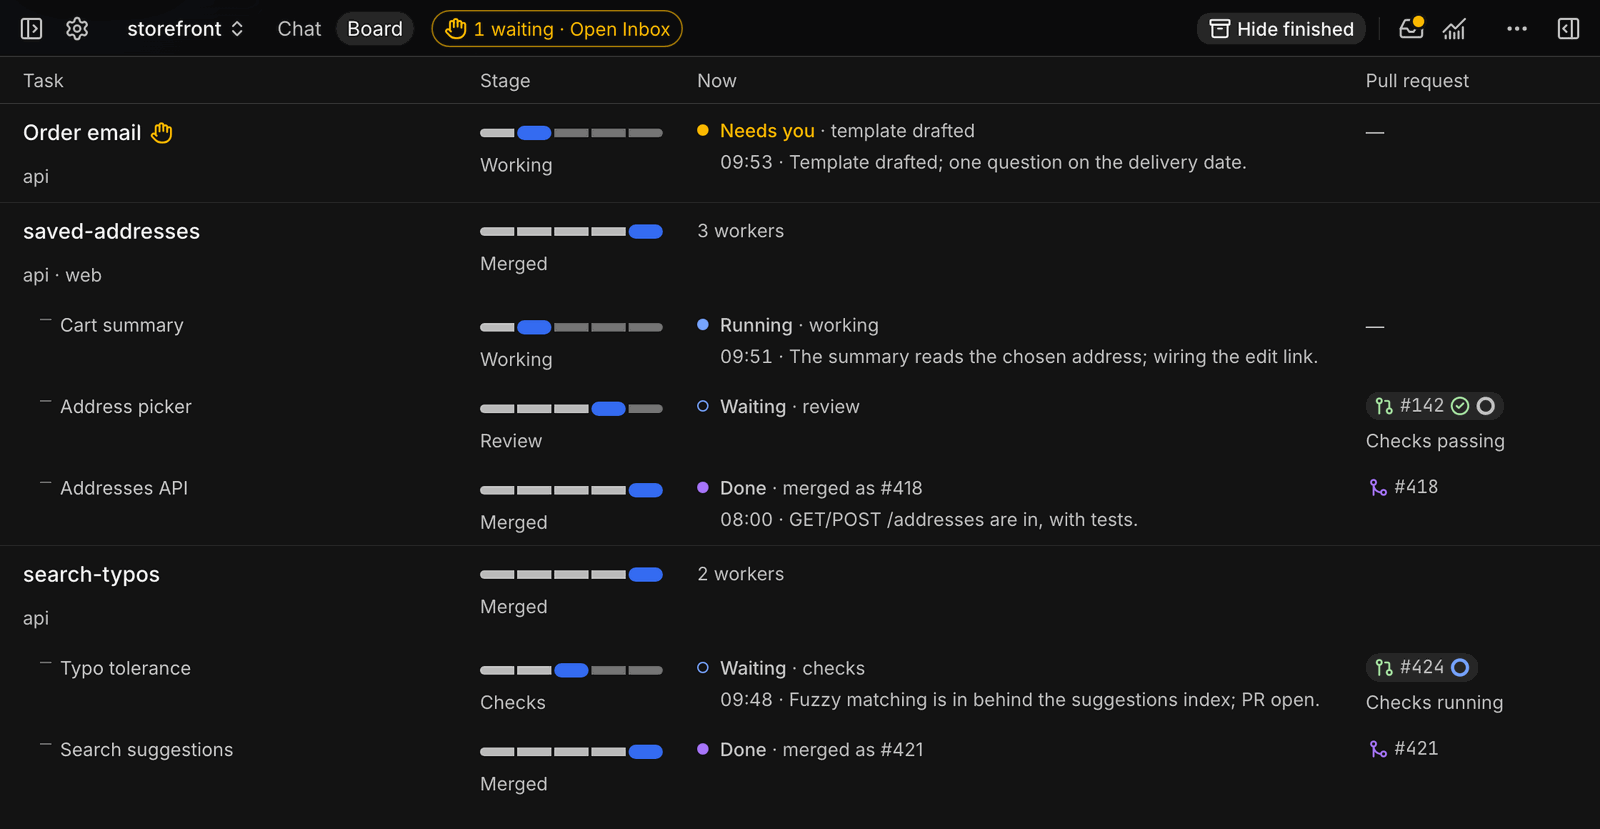 storefront Chat Board 1 waiting · Open Inbox Hide finished
Task Stage Now Pull request
Order email Needs you · template drafted —
Working 09:53 · Template drafted; one question on the delivery date.
api
saved-addresses 3 workers
Merged
api · web
Cart summary Running · working —
Working 09:51 · The summary reads the chosen address; wiring the edit link.
Address picker Waiting · review #142
Review Checks passing
Addresses API Done · merged as #418 #418
Merged 08:00 · GET/POST /addresses are in, with tests.
search-typos 2 workers
Merged
api
Typo tolerance Waiting · checks #424
Checks 09:48 · Fuzzy matching is in behind the suggestions index; PR open. Checks running
Search suggestions Done · merged as #421 #421
Merged